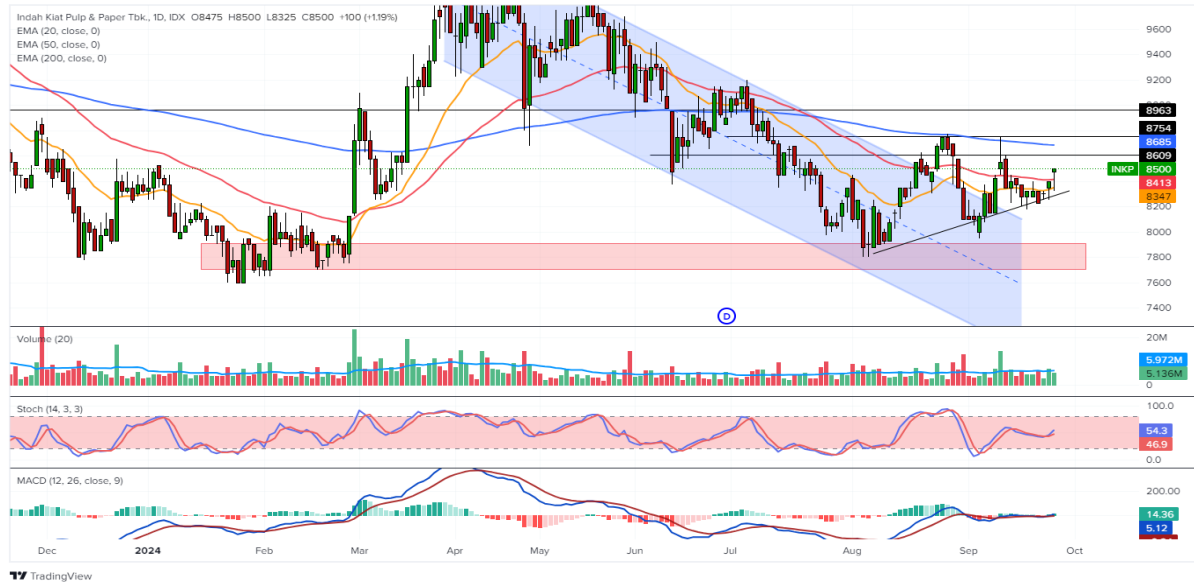 Indah Kiat Pulp & Paper Tbk., 1D, IDX O8475 H8500 L8325 C8500 +100 (+1.19%)
EMA (20, close, 0)
EMA (50, close, 0)
EMA (200, close, 0)
9600
9400
9200
8963
8754
8685
8609
INKP 8500
8413
8347
8200
8000
7800
7600
7400
D
Volume (20)
20M
5.972M
5.136M
0
Stoch (14, 3, 3)
100.0
54.3
46.9
0.0
MACD (12, 26, close, 9)
200.00
14.36
5.12
Dec 2024 Feb Mar Apr May Jun Jul Aug Sep Oct
TradingView